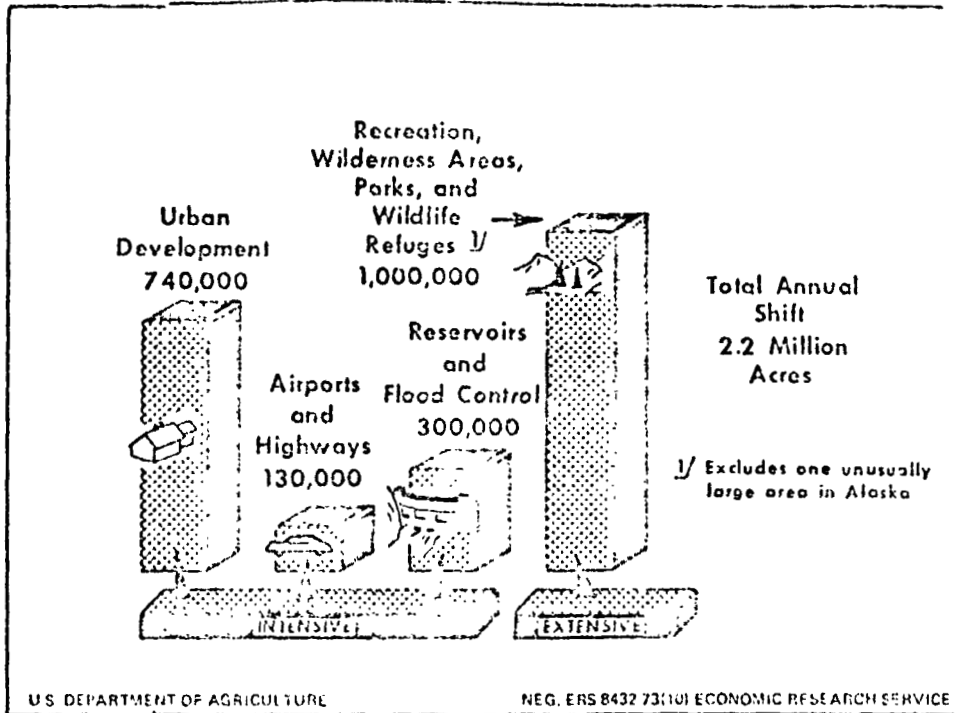 Urban
Development
740,000
Airports
and
Highways
130,000
Reservoirs
and
Flood Control
300,000
Recreation,
Wilderness Areas,
Parks, and
Wildlife
Refuges 1/
1,000,000
Total Annual
Shift
2.2 Million
Acres
1/ Excludes one unusually
large area in Alaska
INTENSIVE
EXTENSIVE
U.S. DEPARTMENT OF AGRICULTURE
NEG. ERS 8432 73(10) ECONOMIC RESEARCH SERVICE